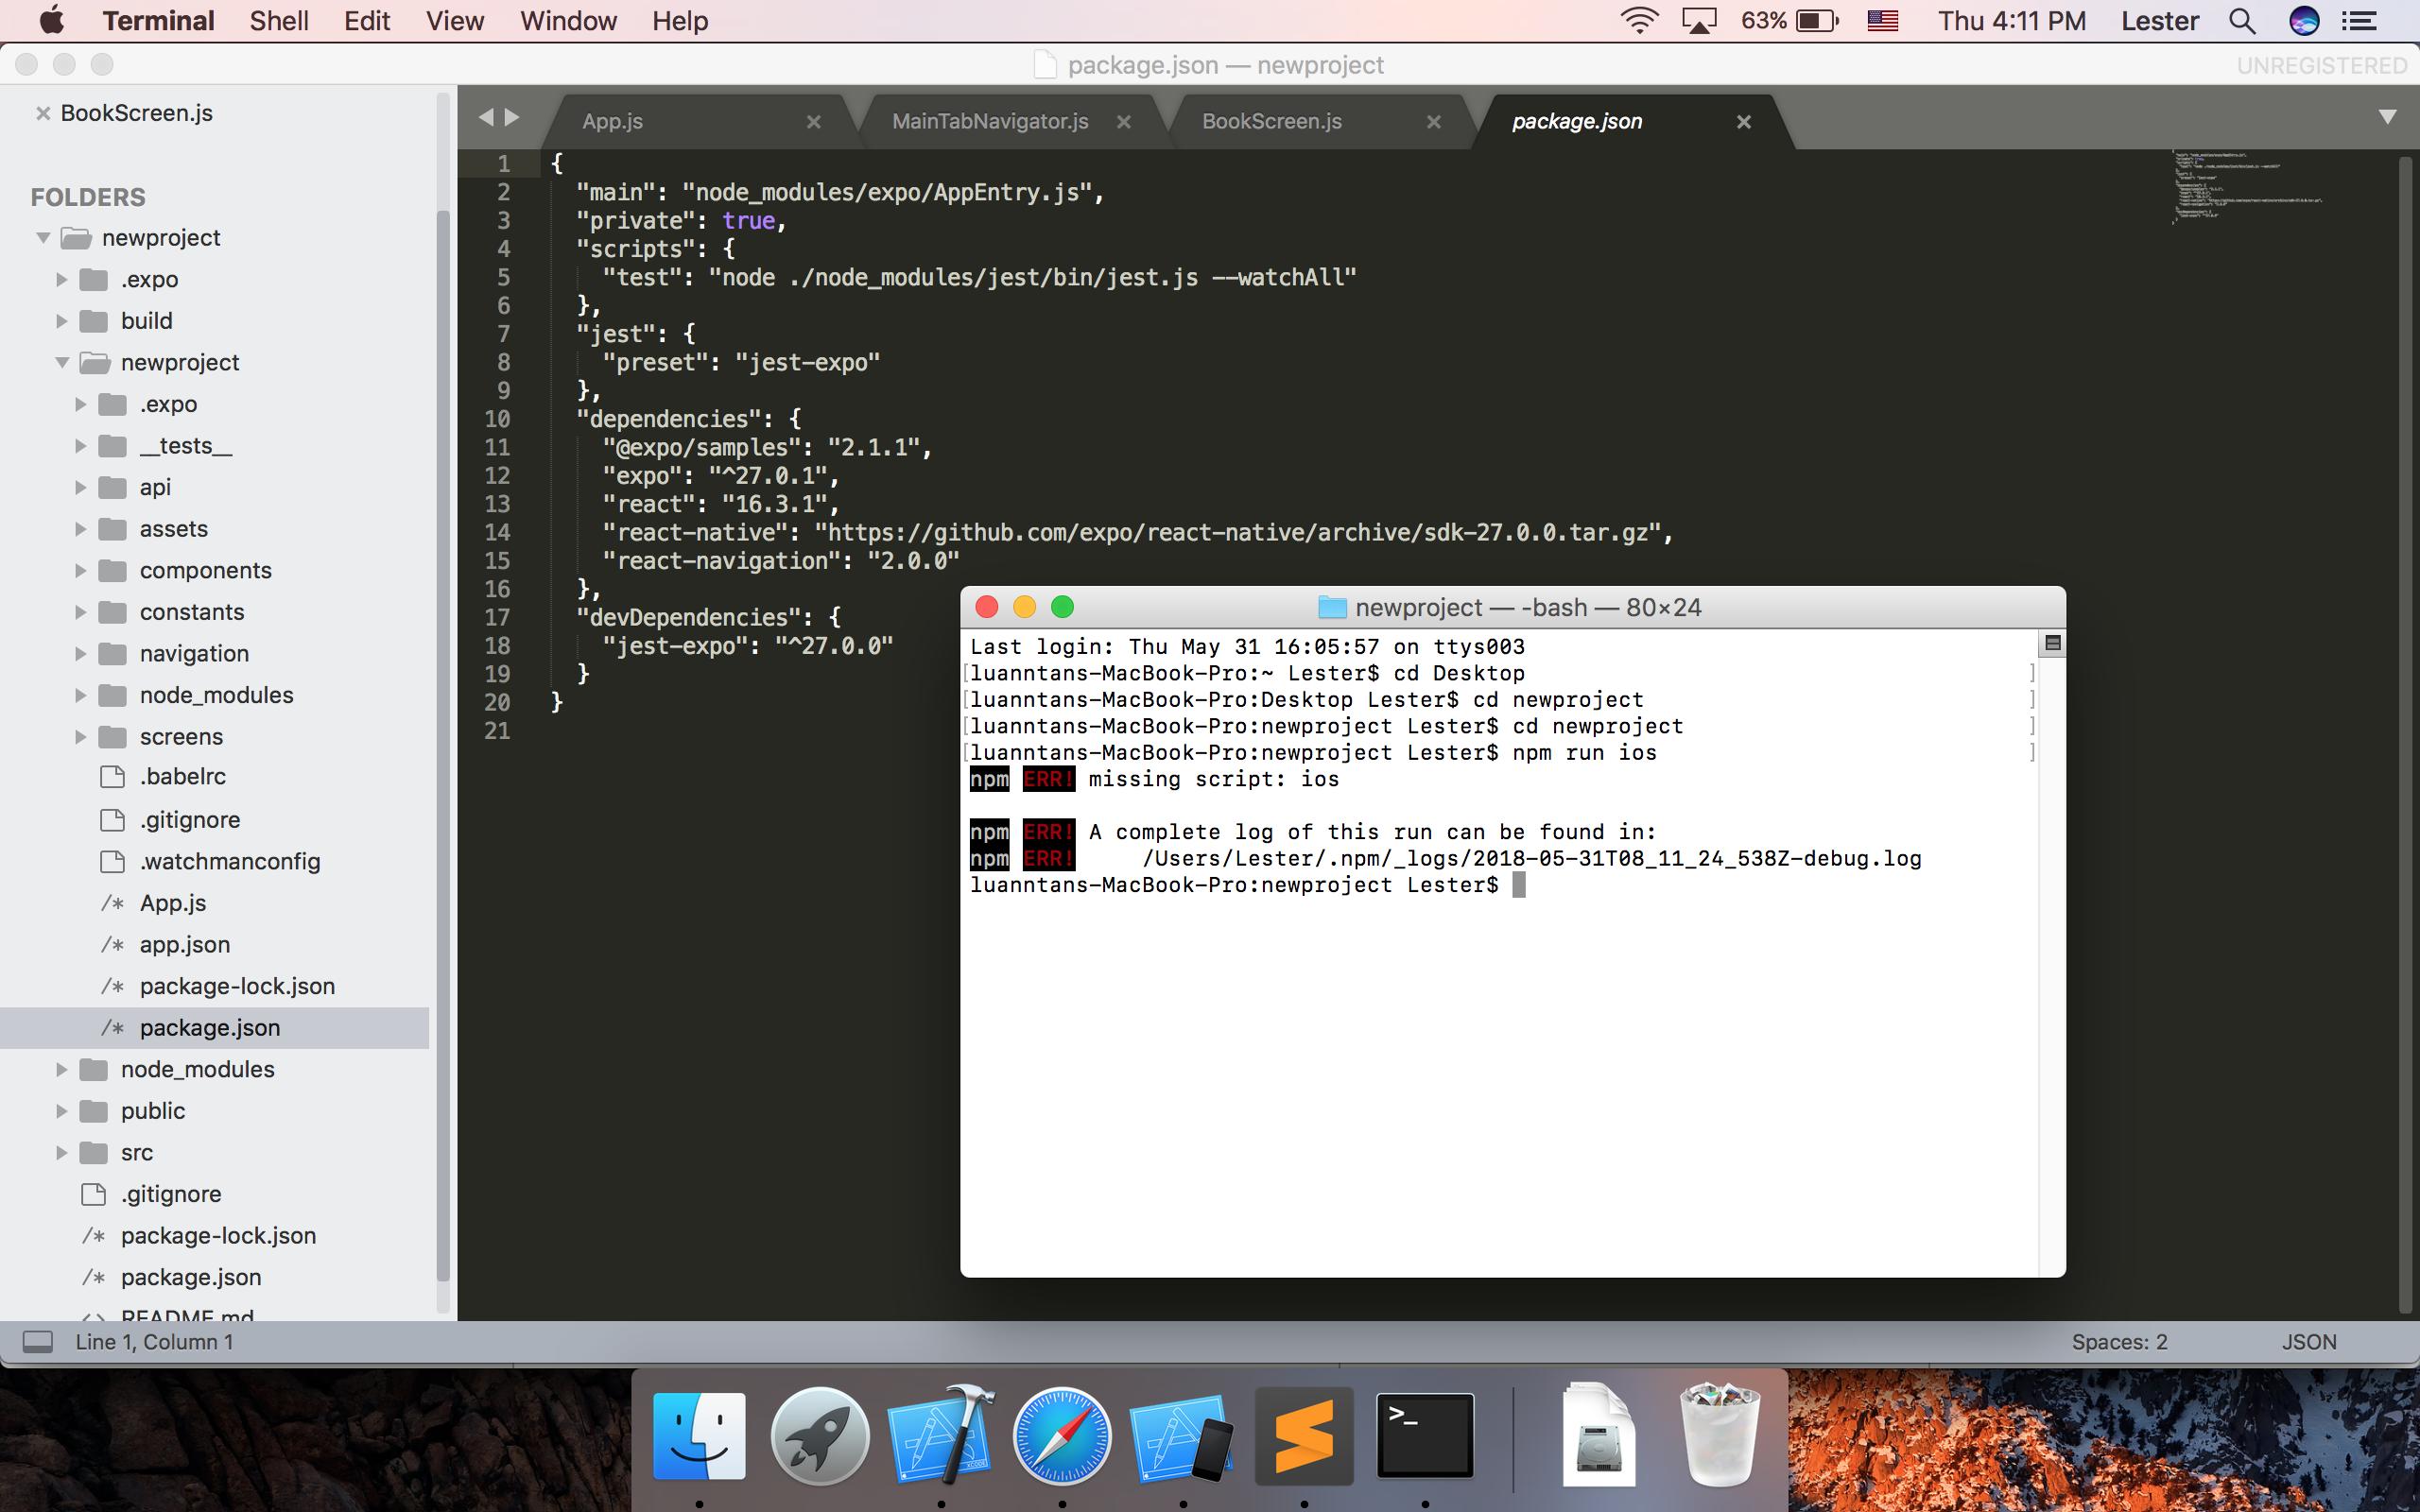 Terminal Shell Edit View Window Help 63% Thu 4:11 PM Lester
package.json — newproject UNREGISTERED
BookScreen.js
FOLDERS
newproject
.expo
build
newproject
.expo
__tests__
api
assets
components
constants
navigation
node_modules
screens
.babelrc
.gitignore
.watchmanconfig
/* App.js
/* app.json
/* package-lock.json
/* package.json
node_modules
public
src
.gitignore
/* package-lock.json
/* package.json
<> README.md
App.js MainTabNavigator.js BookScreen.js package.json
1 {
2 "main": "node_modules/expo/AppEntry.js",
3 "private": true,
4 "scripts": {
5 "test": "node ./node_modules/jest/bin/jest.js --watchAll"
6 },
7 "jest": {
8 "preset": "jest-expo"
9 },
10 "dependencies": {
11 "@expo/samples": "2.1.1",
12 "expo": "^27.0.1",
13 "react": "16.3.1",
14 "react-native": "https://github.com/expo/react-native/archive/sdk-27.0.0.tar.gz",
15 "react-navigation": "2.0.0"
16 },
17 "devDependencies": {
18 "jest-expo": "^27.0.0"
19 }
20 }
21
newproject — -bash — 80×24
Last login: Thu May 31 16:05:57 on ttys003
[luanntans-MacBook-Pro:~ Lester$ cd Desktop ]
[luanntans-MacBook-Pro:Desktop Lester$ cd newproject ]
[luanntans-MacBook-Pro:newproject Lester$ cd newproject ]
[luanntans-MacBook-Pro:newproject Lester$ npm run ios ]
npm ERR! missing script: ios
npm ERR! A complete log of this run can be found in:
npm ERR! /Users/Lester/.npm/_logs/2018-05-31T08_11_24_538Z-debug.log
luanntans-MacBook-Pro:newproject Lester$
Line 1, Column 1 Spaces: 2 JSON
>_